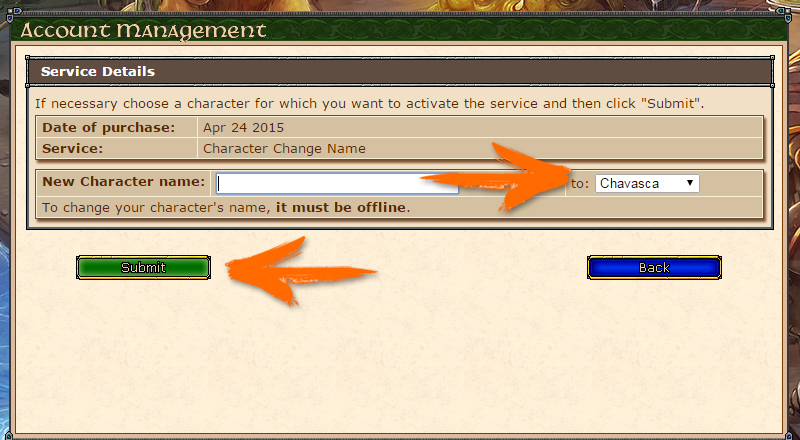 Account Management
Service Details
If necessary choose a character for which you want to activate the service and then click "Submit".
Date of purchase: Apr 24 2015
Service: Character Change Name
New Character name: to: Chavasca
To change your character's name, it must be offline.
Submit Back